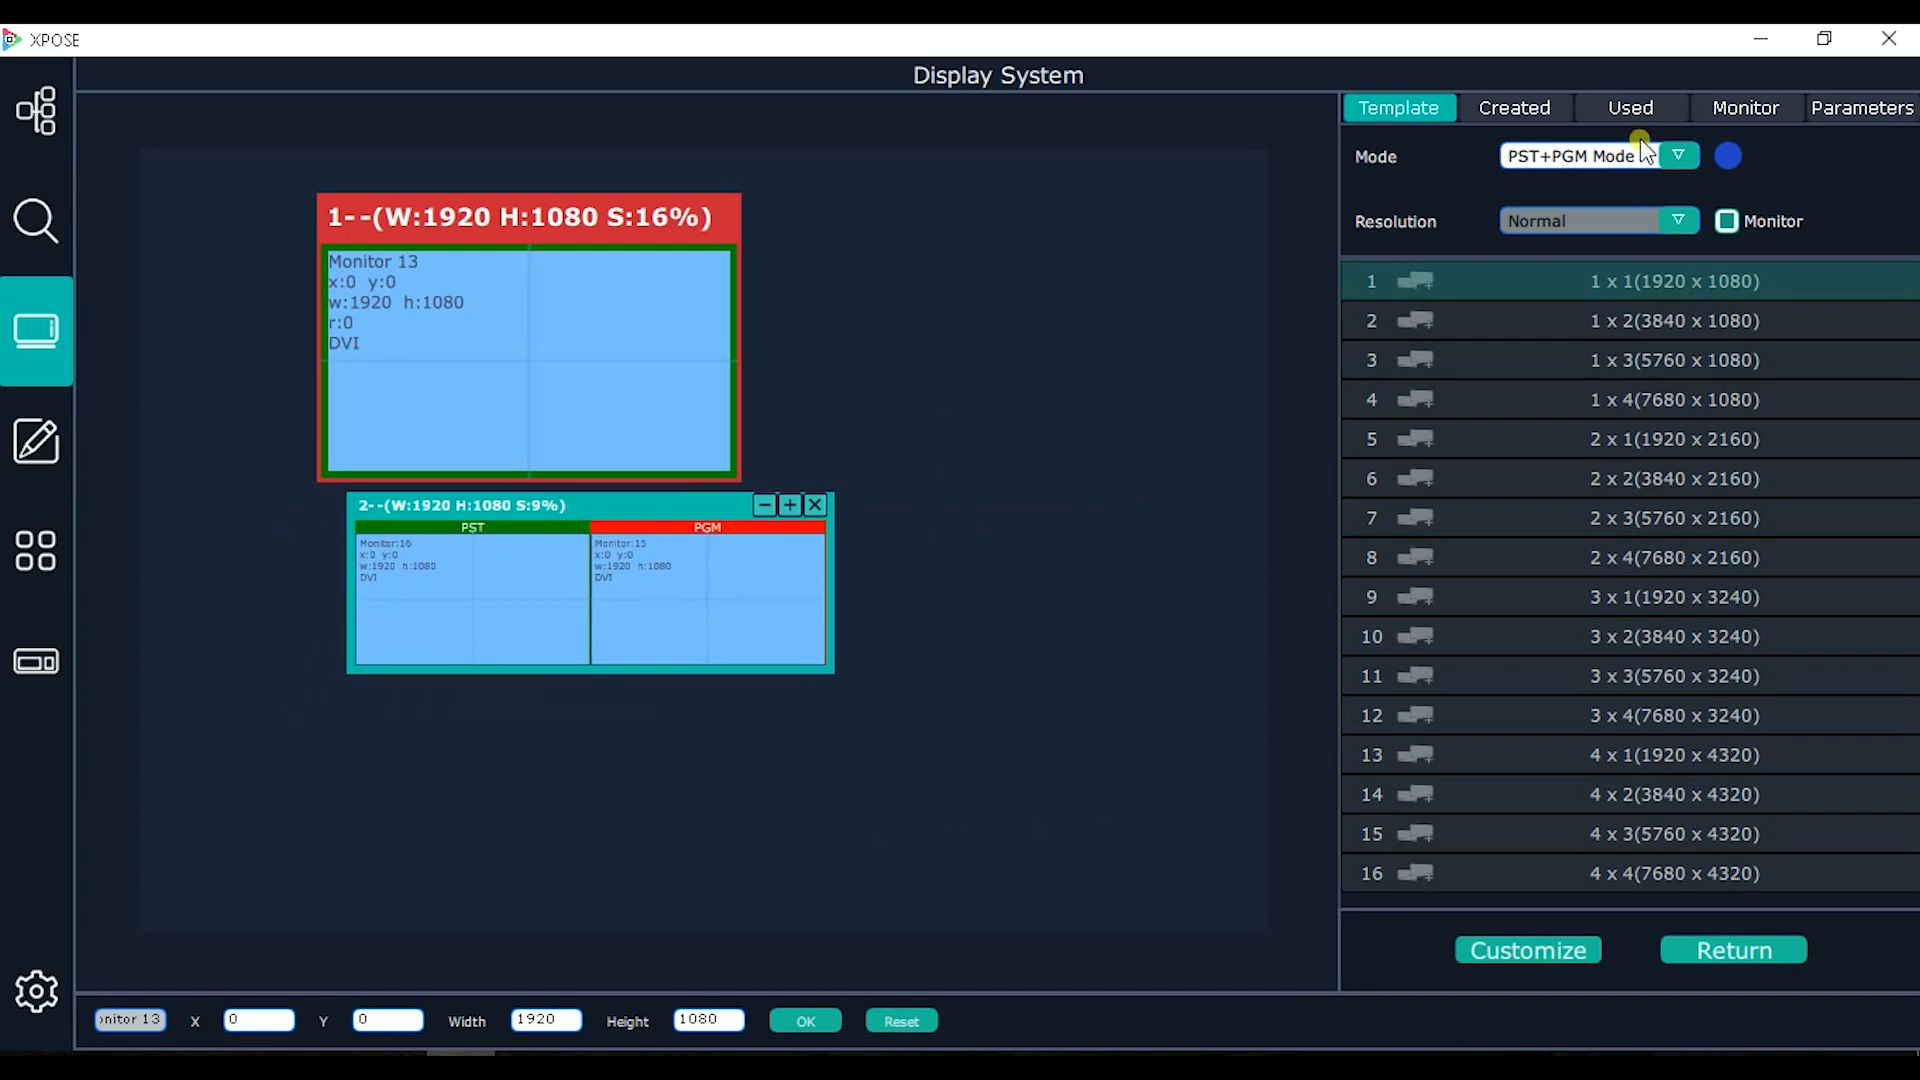 XPOSE
Display System
Template Created Used Monitor Parameters
Mode PST+PGM Mode
Resolution Normal Monitor
1--(W:1920 H:1080 S:16%)
Monitor 13
x:0 y:0
w:1920 h:1080
r:0
DVI
2--(W:1920 H:1080 S:9%)
PST PGM
Monitor:16
x:0 y:0
w:1920 h:1080
DVI
Monitor:15
x:0 y:0
w:1920 h:1080
DVI
1 1 x 1(1920 x 1080)
2 1 x 2(3840 x 1080)
3 1 x 3(5760 x 1080)
4 1 x 4(7680 x 1080)
5 2 x 1(1920 x 2160)
6 2 x 2(3840 x 2160)
7 2 x 3(5760 x 2160)
8 2 x 4(7680 x 2160)
9 3 x 1(1920 x 3240)
10 3 x 2(3840 x 3240)
11 3 x 3(5760 x 3240)
12 3 x 4(7680 x 3240)
13 4 x 1(1920 x 4320)
14 4 x 2(3840 x 4320)
15 4 x 3(5760 x 4320)
16 4 x 4(7680 x 4320)
Customize Return
nitor 13 X 0 Y 0 Width 1920 Height 1080 OK Reset